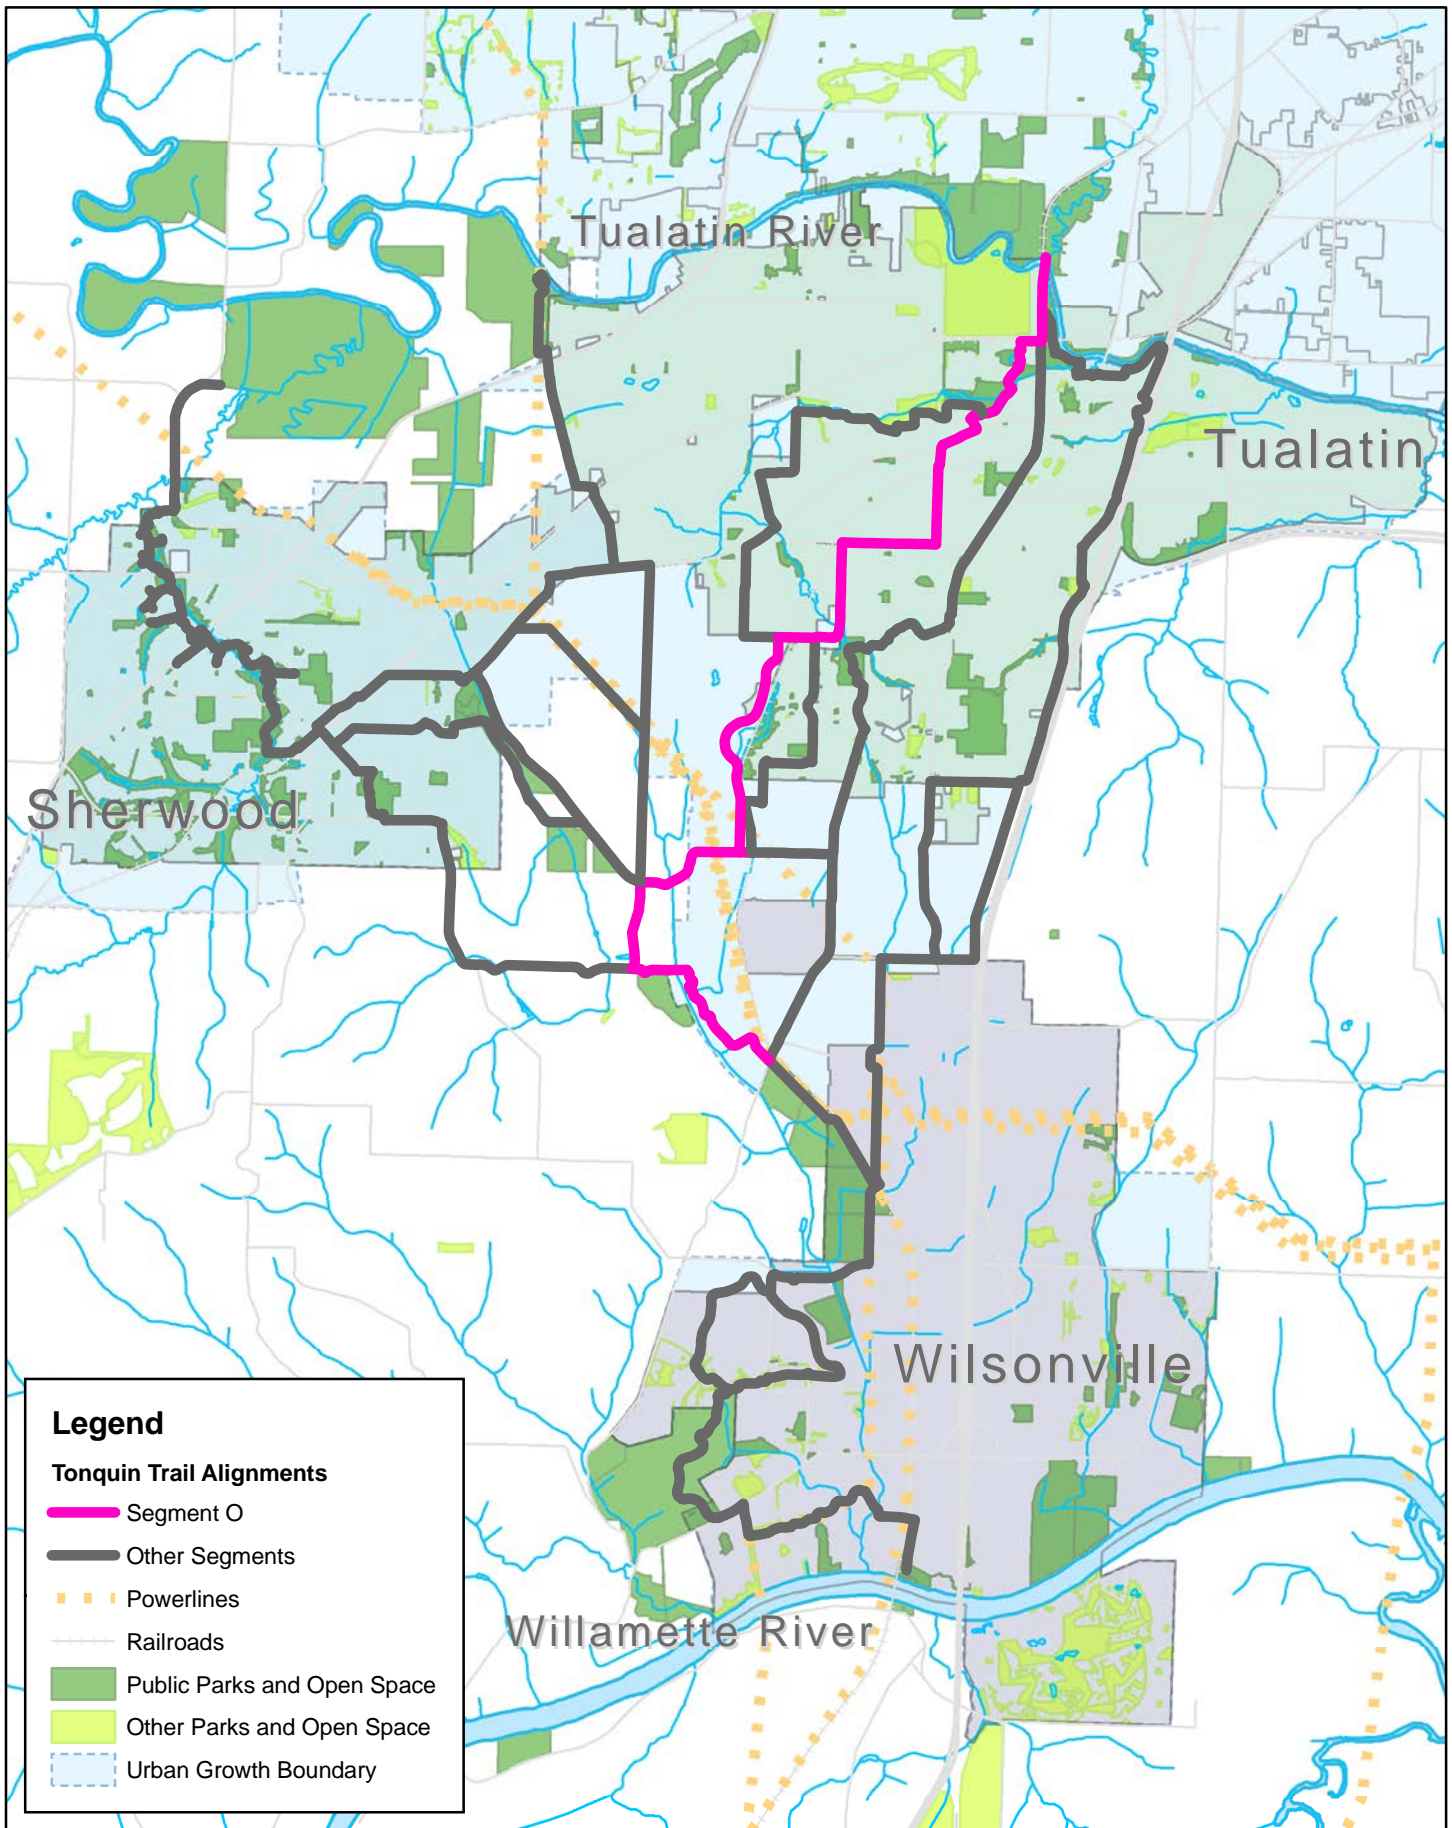 Tualatin River
Tualatin
Sherwood
Wilsonville
Willamette River
Legend
Tonquin Trail Alignments
Segment O
Other Segments
Powerlines
Railroads
Public Parks and Open Space
Other Parks and Open Space
Urban Growth Boundary